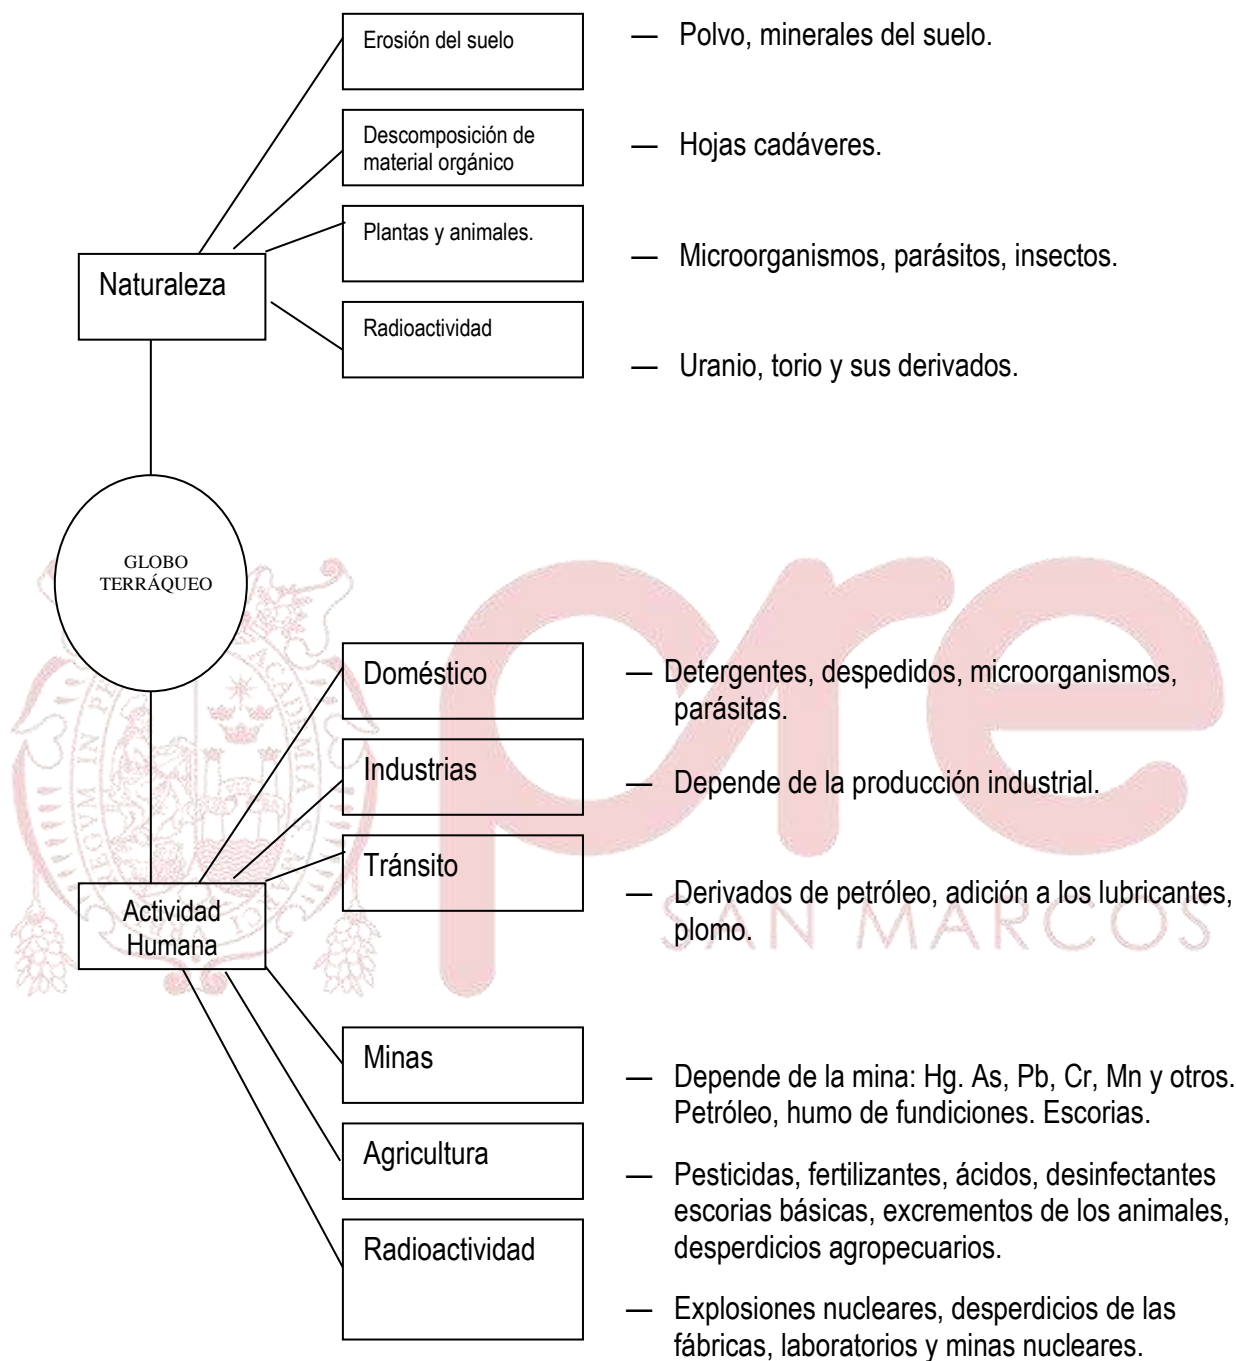 Erosión del suelo
— Polvo, minerales del suelo.
Descomposición de
material orgánico
— Hojas cadáveres.
Plantas y animales.
— Microorganismos, parásitos, insectos.
Naturaleza
Radioactividad
— Uranio, torio y sus derivados.
GLOBO
TERRÁQUEO
Doméstico
— Detergentes, despedidos, microorganismos,
parásitas.
Industrias
— Depende de la producción industrial.
Tránsito
— Derivados de petróleo, adición a los lubricantes,
plomo.
Actividad
Humana
Minas
— Depende de la mina: Hg. As, Pb, Cr, Mn y otros.
Petróleo, humo de fundiciones. Escorias.
Agricultura
— Pesticidas, fertilizantes, ácidos, desinfectantes
escorias básicas, excrementos de los animales,
desperdicios agropecuarios.
Radioactividad
— Explosiones nucleares, desperdicios de las
fábricas, laboratorios y minas nucleares.
pre
SAN MARCOS